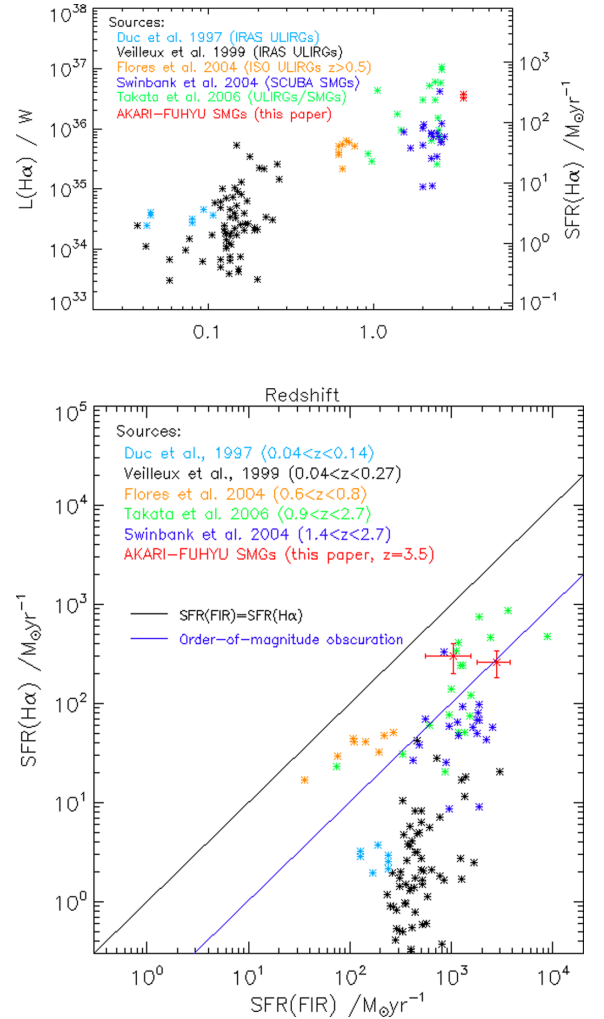 10^38
10^37
10^36
10^35
10^34
10^33
L(Hα) / W
Sources:
Duc et al. 1997 (IRAS ULIRGs)
Veilleux et al. 1999 (IRAS ULIRGs)
Flores et al. 2004 (ISO ULIRGs z>0.5)
Swinbank et al. 2004 (SCUBA SMGs)
Takata et al. 2006 (ULIRGs/SMGs)
AKARI-FUHYU SMGs (this paper)
10^3
10^2
10^1
10^0
10^-1
SFR(Hα) /M⊙yr^-1
0.1 1.0
Redshift
10^5
10^4
10^3
10^2
10^1
10^0
SFR(Hα) /M⊙yr^-1
Sources:
Duc et al., 1997 (0.04<z<0.14)
Veilleux et al., 1999 (0.04<z<0.27)
Flores et al. 2004 (0.6<z<0.8)
Takata et al. 2006 (0.9<z<2.7)
Swinbank et al. 2004 (1.4<z<2.7)
AKARI-FUHYU SMGs (this paper, z=3.5)
SFR(FIR)=SFR(Hα)
Order-of-magnitude obscuration
10^0 10^1 10^2 10^3 10^4
SFR(FIR) /M⊙yr^-1